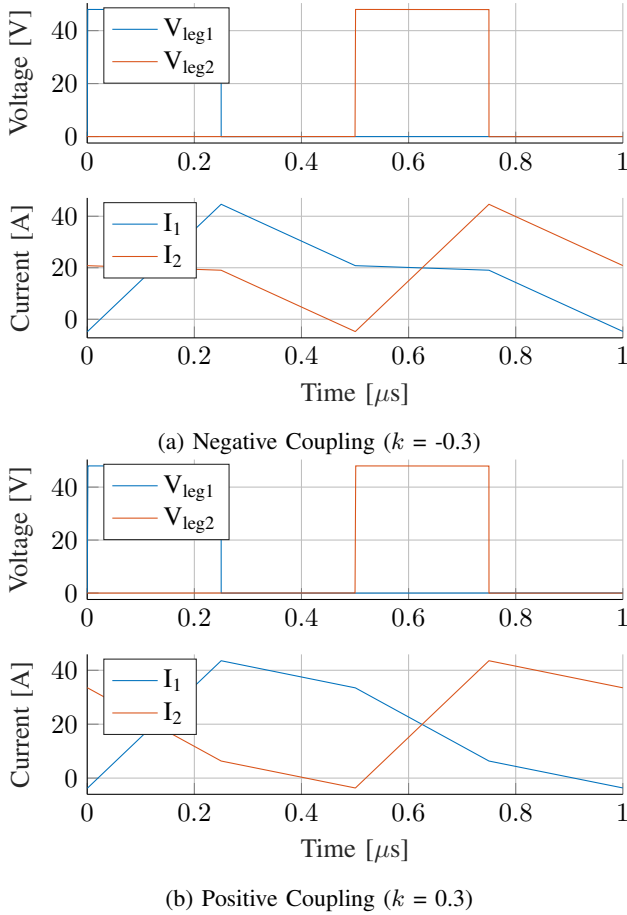 Voltage [V]
40
20
0
V_leg1
V_leg2
0 0.2 0.4 0.6 0.8 1
Current [A]
40
20
0
I_1
I_2
0 0.2 0.4 0.6 0.8 1
Time [μs]
(a) Negative Coupling (k = -0.3)
Voltage [V]
40
20
0
V_leg1
V_leg2
0 0.2 0.4 0.6 0.8 1
Current [A]
40
20
0
I_1
I_2
0 0.2 0.4 0.6 0.8 1
Time [μs]
(b) Positive Coupling (k = 0.3)